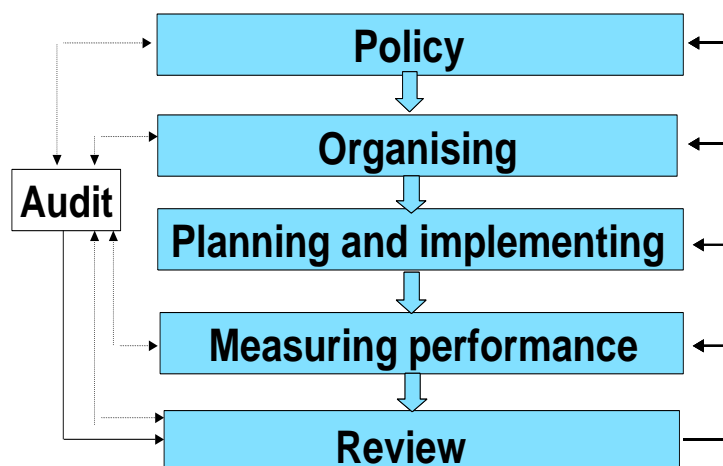 Policy
Organising
Audit
Planning and implementing
Measuring performance
Review